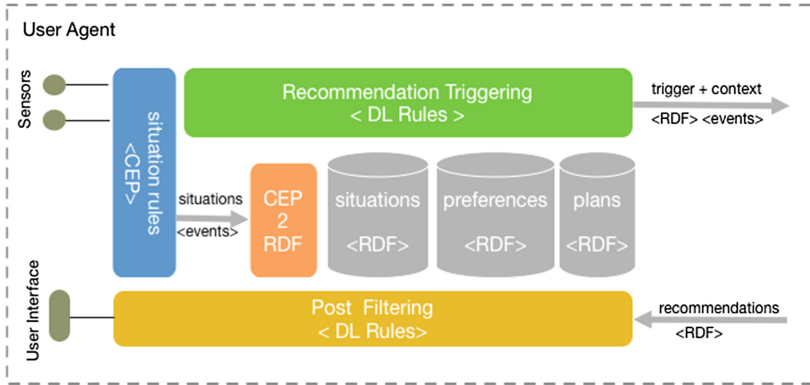 User Agent
Sensors
situation rules
<CEP>
Recommendation Triggering
< DL Rules >
trigger + context
<RDF> <events>
situations
<events>
CEP
2
RDF
situations
<RDF>
preferences
<RDF>
plans
<RDF>
User Interface
Post Filtering
< DL Rules>
recommendations
<RDF>